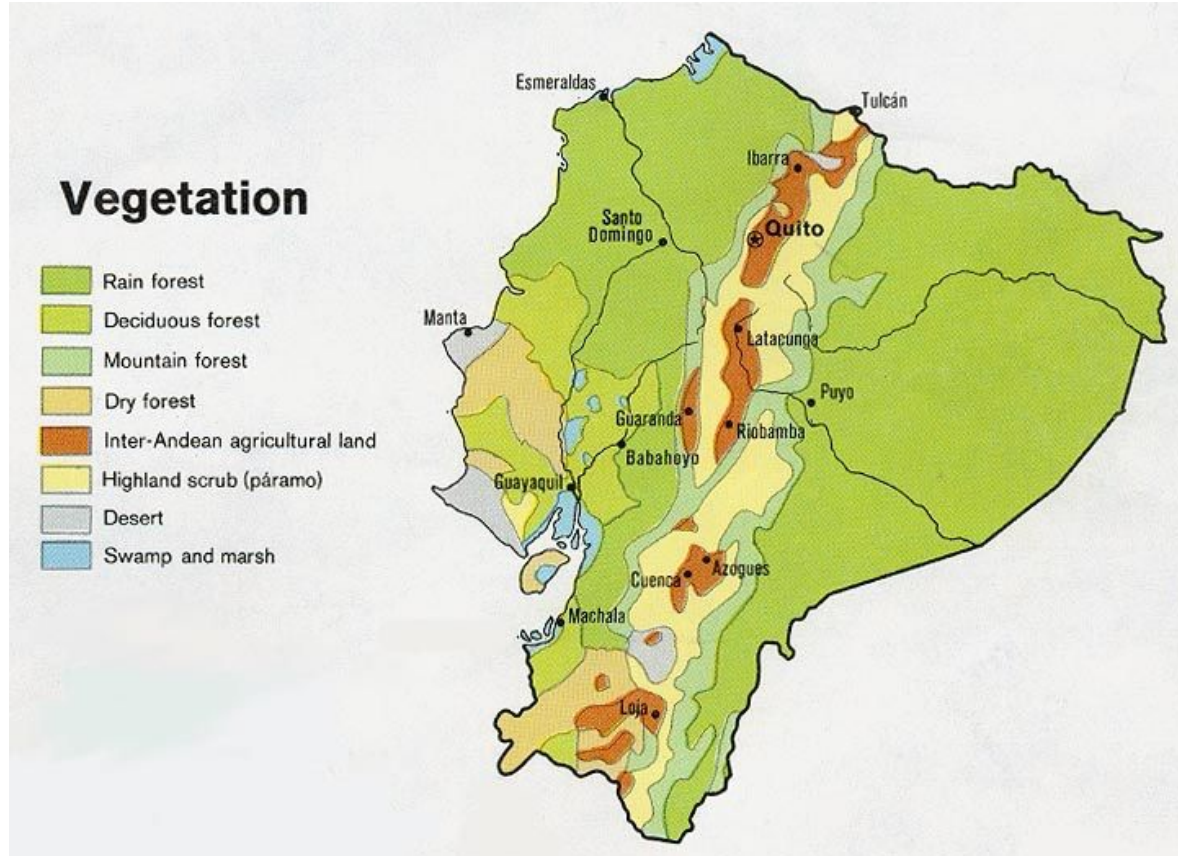 Vegetation
Rain forest
Deciduous forest
Mountain forest
Dry forest
Inter-Andean agricultural land
Highland scrub (páramo)
Desert
Swamp and marsh
Esmeraldas
Tulcán
Ibarra
Santo
Domingo
Quito
Manta
Latacunga
Puyo
Guaranda
Riobamba
Babahoyo
Guayaquil
Azogues
Cuenca
Machala
Loja